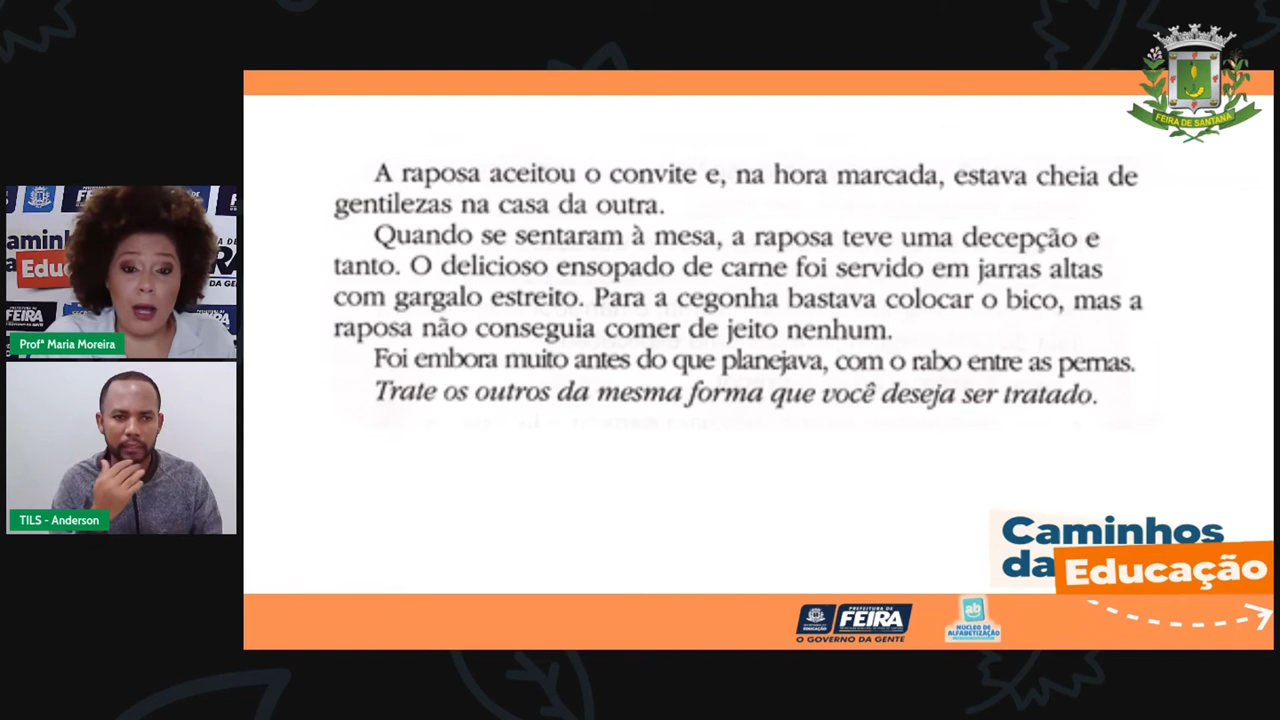 FEIRA DE SANTANA
A raposa aceitou o convite e, na hora marcada, estava cheia de
gentilezas na casa da outra.
Quando se sentaram à mesa, a raposa teve uma decepção e
tanto. O delicioso ensopado de carne foi servido em jarras altas
com gargalo estreito. Para a cegonha bastava colocar o bico, mas a
raposa não conseguia comer de jeito nenhum.
Foi embora muito antes do que planejava, com o rabo entre as pernas.
Trate os outros da mesma forma que você deseja ser tratado.
Profª Maria Moreira
TILS - Anderson
Caminhos
da Educação
PREFEITURA DE
FEIRA
O GOVERNO DA GENTE
EDUCAÇÃO
ab
NÚCLEO DE
ALFABETIZAÇÃO